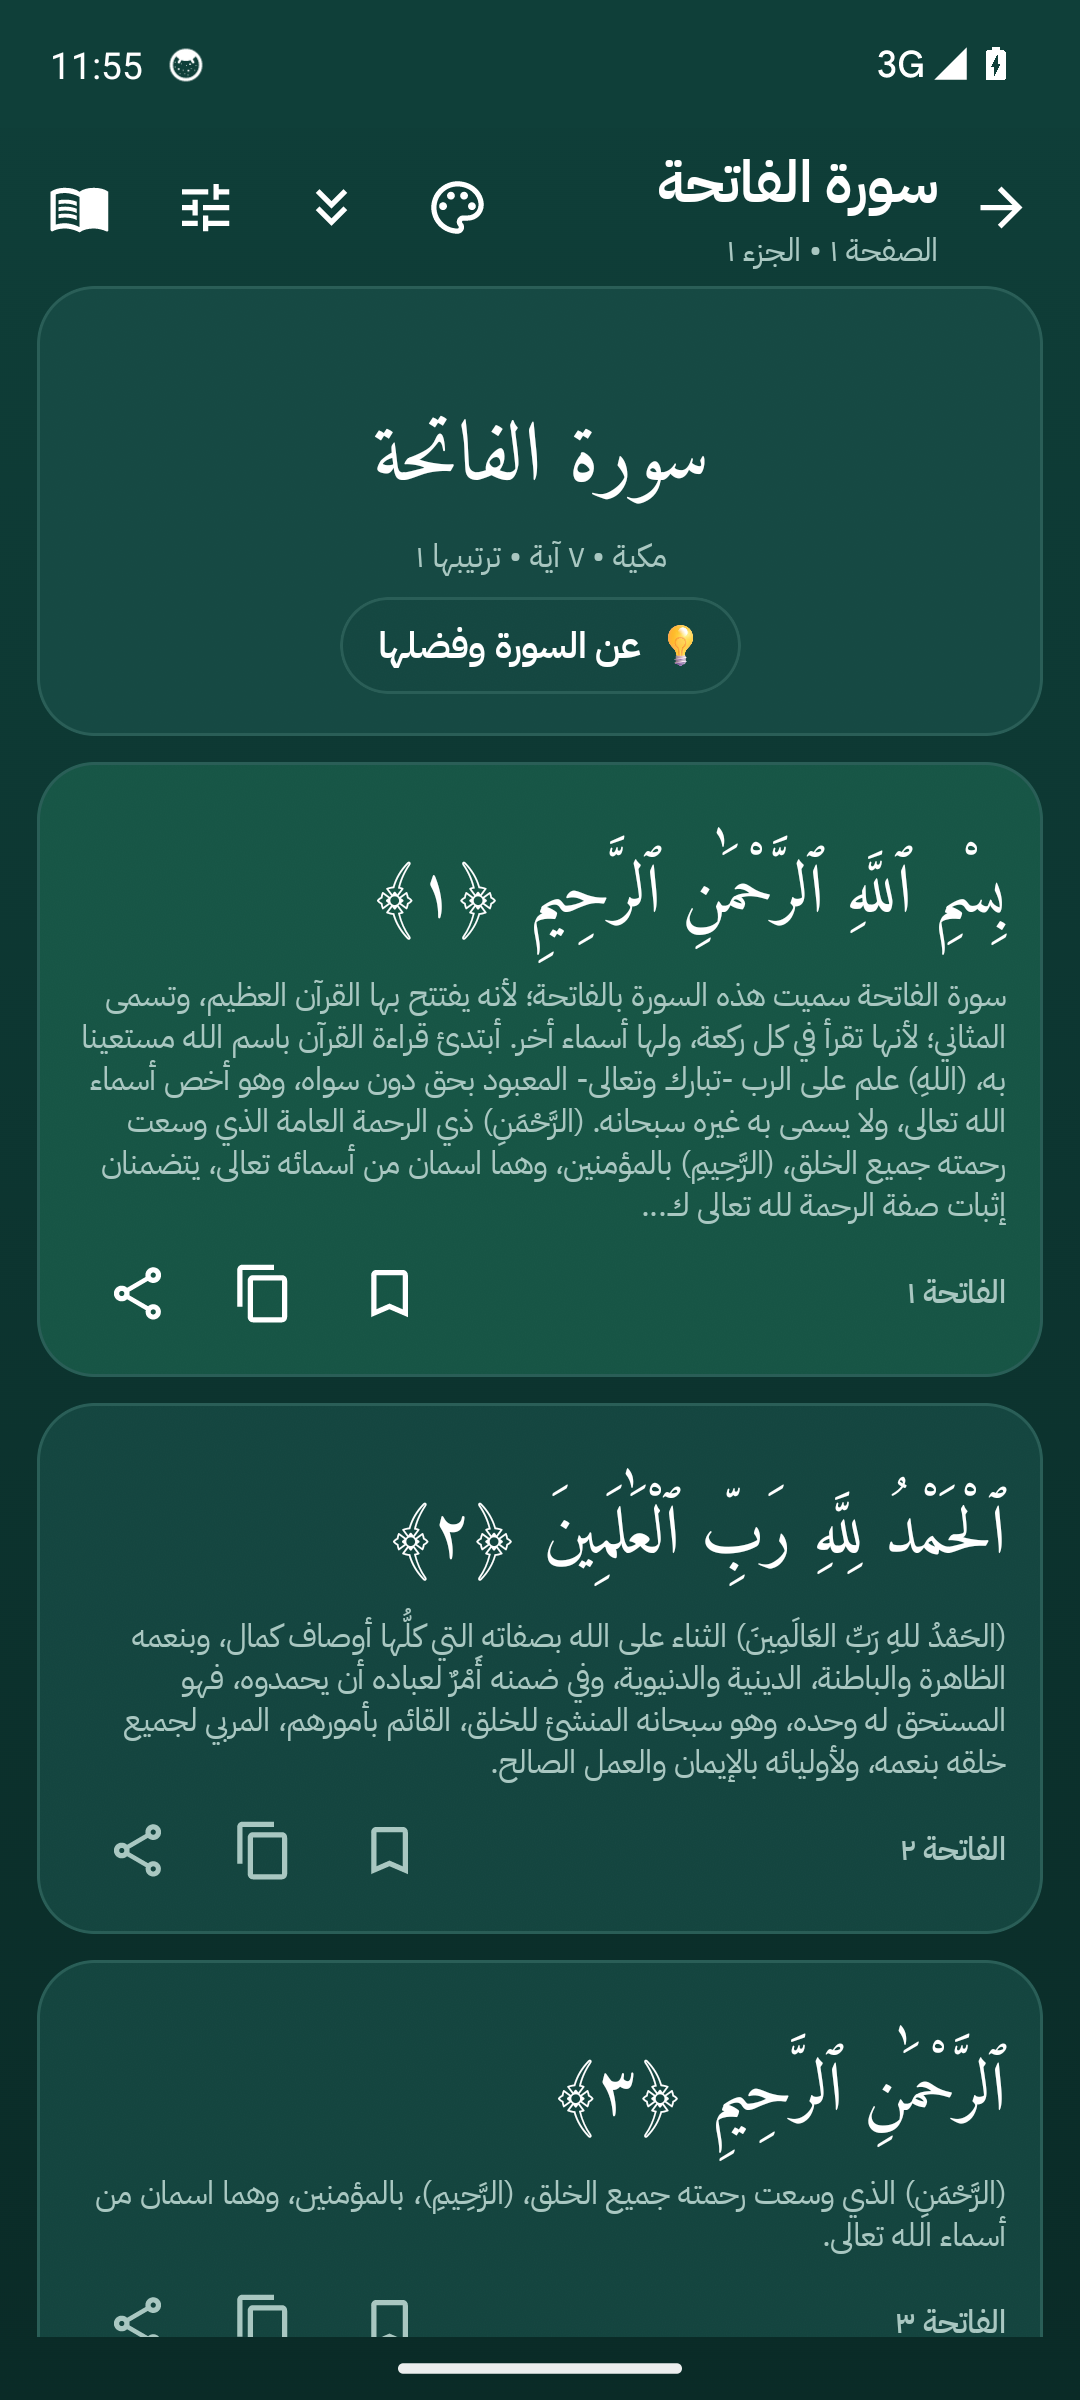 11:55
3G
سورة الفاتحة
الصفحة ١ • الجزء ١
سورة الفاتحة
مكية • ٧ آية • ترتيبها ١
عن السورة وفضلها
بِسْمِ ٱللَّهِ ٱلرَّحْمَٰنِ ٱلرَّحِيمِ ﴿١﴾
سورة الفاتحة سميت هذه السورة بالفاتحة؛ لأنه يفتتح بها القرآن العظيم، وتسمى
المثاني؛ لأنها تقرأ في كل ركعة، ولها أسماء أخر. أبتدئ قراءة القرآن باسم الله مستعينا
به، (اللهِ) علم على الرب -تبارك وتعالى- المعبود بحق دون سواه، وهو أخص أسماء
الله تعالى، ولا يسمى به غيره سبحانه. (الرَّحْمَنِ) ذي الرحمة العامة الذي وسعت
رحمته جميع الخلق، (الرَّحِيمِ) بالمؤمنين، وهما اسمان من أسمائه تعالى، يتضمنان
إثبات صفة الرحمة لله تعالى ك...
الفاتحة ١
ٱلْحَمْدُ لِلَّهِ رَبِّ ٱلْعَٰلَمِينَ ﴿٢﴾
(الحَمْدُ للهِ رَبِّ العَالَمِينَ) الثناء على الله بصفاته التي كلُّها أوصاف كمال، وبنعمه
الظاهرة والباطنة، الدينية والدنيوية، وفي ضمنه أَمْرٌ لعباده أن يحمدوه، فهو
المستحق له وحده، وهو سبحانه المنشئ للخلق، القائم بأمورهم، المربي لجميع
خلقه بنعمه، ولأوليائه بالإيمان والعمل الصالح.
الفاتحة ٢
ٱلرَّحْمَٰنِ ٱلرَّحِيمِ ﴿٣﴾
(الرَّحْمَنِ) الذي وسعت رحمته جميع الخلق، (الرَّحِيمِ)، بالمؤمنين، وهما اسمان من
أسماء الله تعالى.
الفاتحة ٣